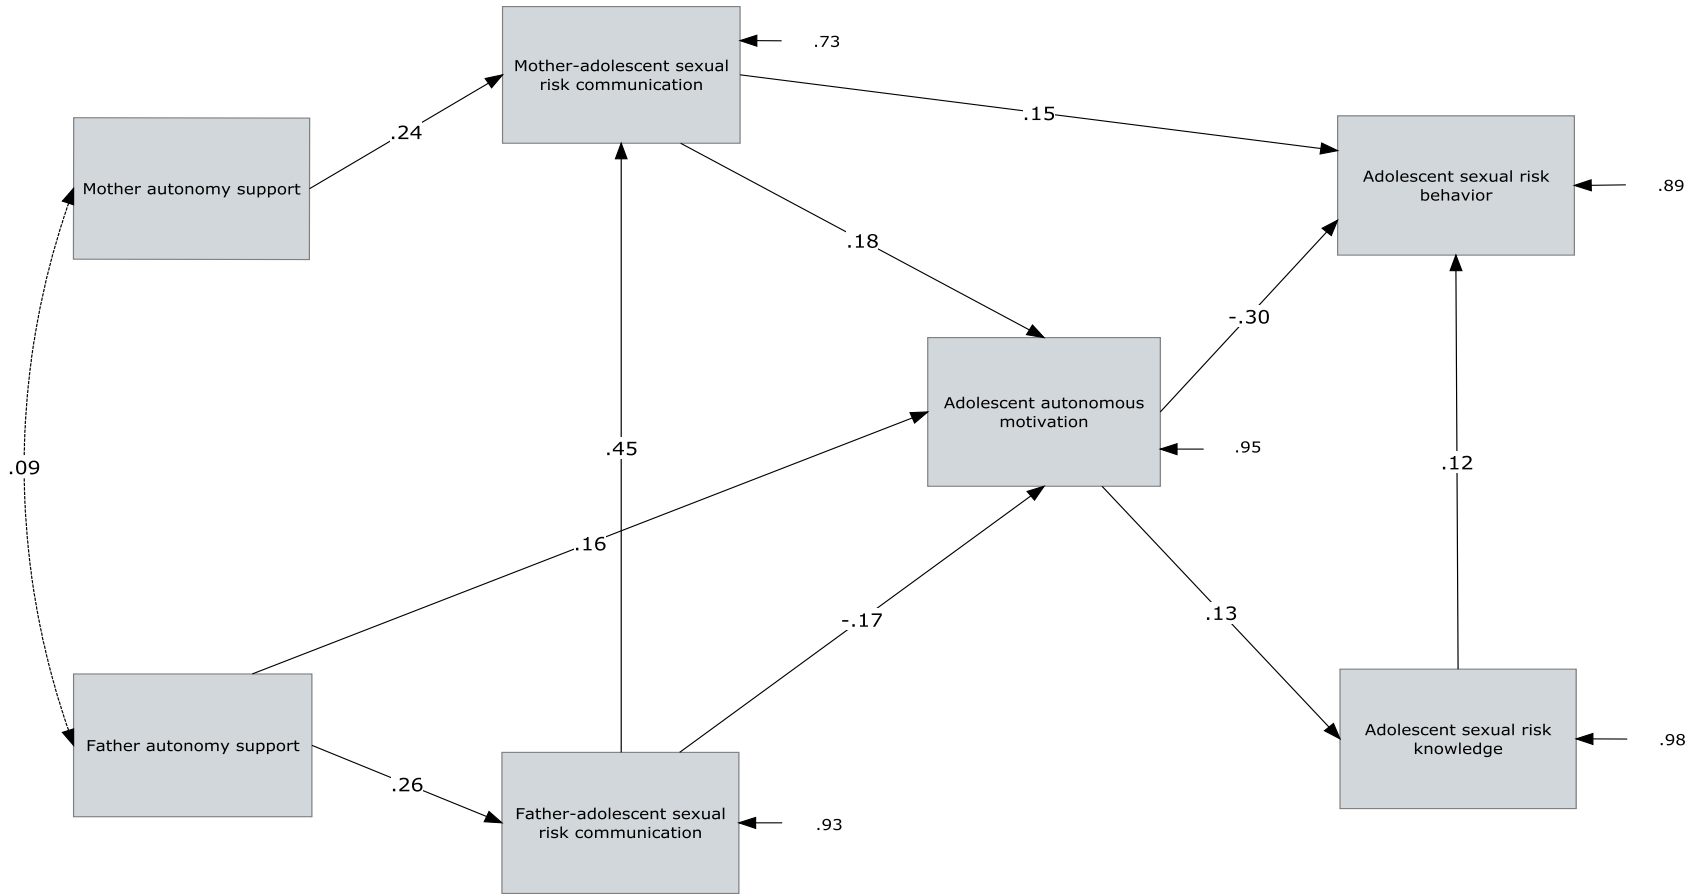 Mother-adolescent sexual
risk communication
.73
.15
.24
Mother autonomy support
Adolescent sexual risk
behavior
.89
.18
-.30
Adolescent autonomous
motivation
.95
.45
.09
.12
.16
-.17
.13
Father autonomy support
.26
Father-adolescent sexual
risk communication
.93
Adolescent sexual risk
knowledge
.98